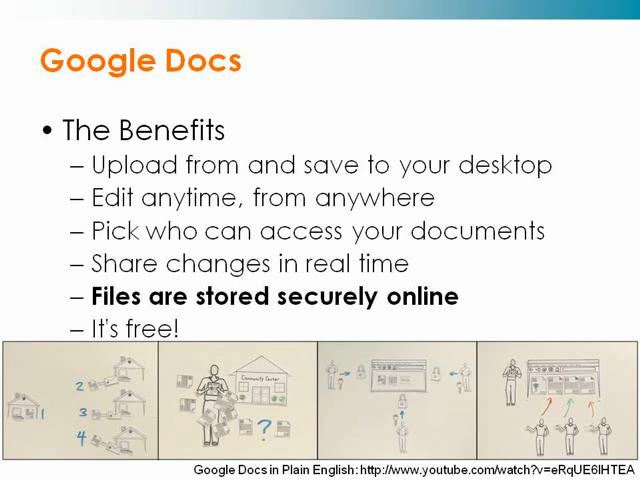 Google Docs
• The Benefits
– Upload from and save to your desktop
– Edit anytime, from anywhere
– Pick who can access your documents
– Share changes in real time
– Files are stored securely online
– It's free!
Community Center
2
1
3
4
?
Google Docs in Plain English: http://www.youtube.com/watch?v=eRqUE6IHTEA